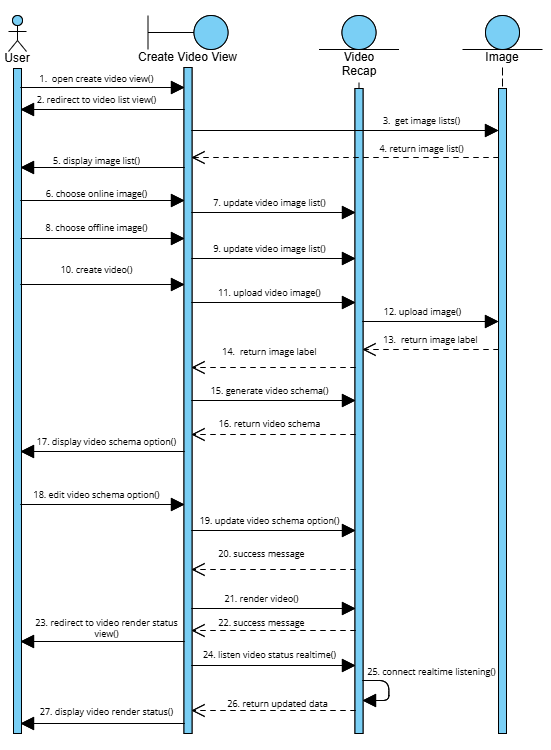 User
Create Video View
Video
Recap
Image
1.  open create video view()
2. redirect to video list view()
3.  get image lists()
4. return image list()
5. display image list()
6. choose online image()
7. update video image list()
8. choose offline image()
9. update video image list()
10. create video()
11. upload video image()
12. upload image()
13.  return image label
14.  return image label
15. generate video schema()
16. return video schema
17. display video schema option()
18. edit video schema option()
19. update video schema option()
20. success message
21. render video()
22. success message
23. redirect to video render status
view()
24. listen video status realtime()
25. connect realtime listening()
26. return updated data
27. display video render status()